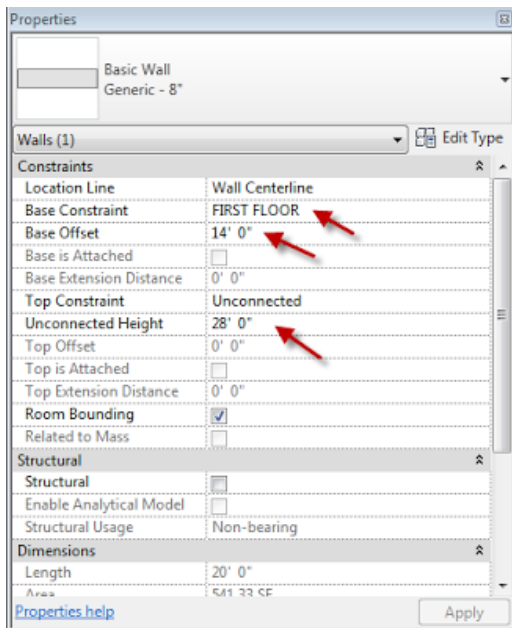 Properties
Basic Wall
Generic - 8"
Walls (1) Edit Type
Constraints
Location Line Wall Centerline
Base Constraint FIRST FLOOR
Base Offset 14' 0"
Base is Attached
Base Extension Distance 0' 0"
Top Constraint Unconnected
Unconnected Height 28' 0"
Top Offset 0' 0"
Top is Attached
Top Extension Distance 0' 0"
Room Bounding
Related to Mass
Structural
Structural
Enable Analytical Model
Structural Usage Non-bearing
Dimensions
Length 20' 0"
Area 541.33 SF
Properties help Apply